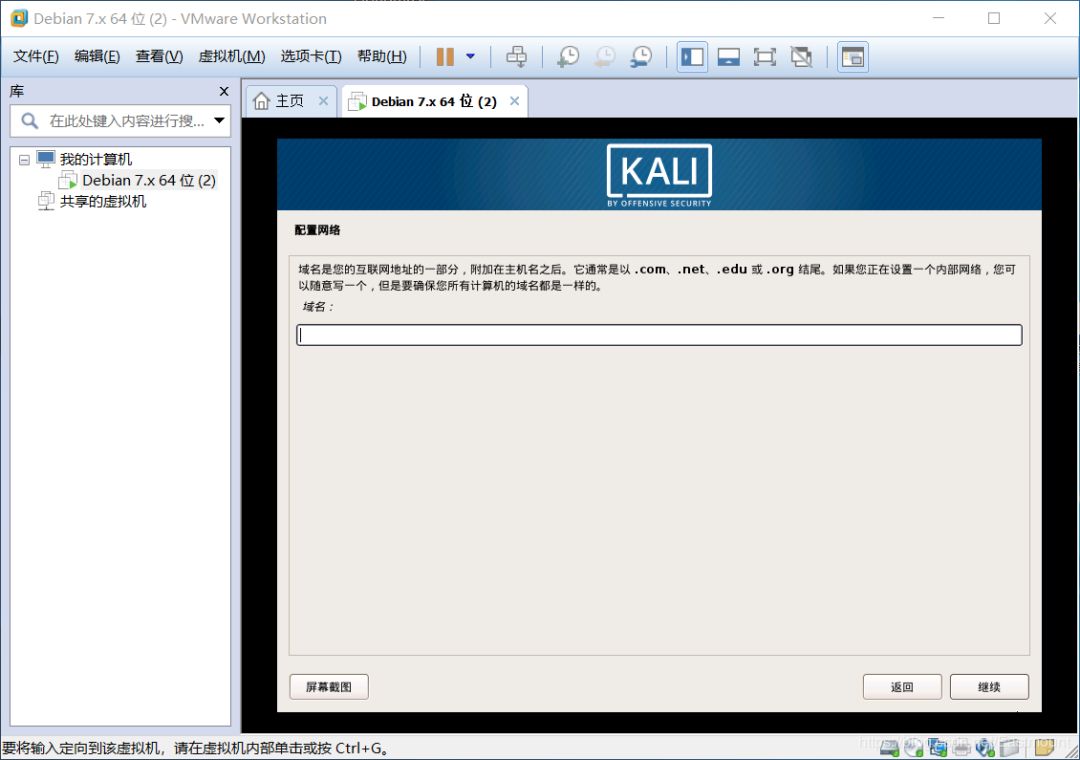 Debian 7.x 64 位 (2) - VMware Workstation
文件(F) 编辑(E) 查看(V) 虚拟机(M) 选项卡(T) 帮助(H)
库
主页
Debian 7.x 64 位 (2)
在此处键入内容进行搜...
我的计算机
Debian 7.x 64 位 (2)
共享的虚拟机
KALI
BY OFFENSIVE SECURITY
配置网络
域名是您的互联网地址的一部分，附加在主机名之后。它通常是以 .com、.net、.edu 或 .org 结尾。如果您正在设置一个内部网络，您可
以随意写一个，但是要确保您所有计算机的域名都是一样的。
域名：
屏幕截图
返回
继续
要将输入定向到该虚拟机，请在虚拟机内部单击或按 Ctrl+G。